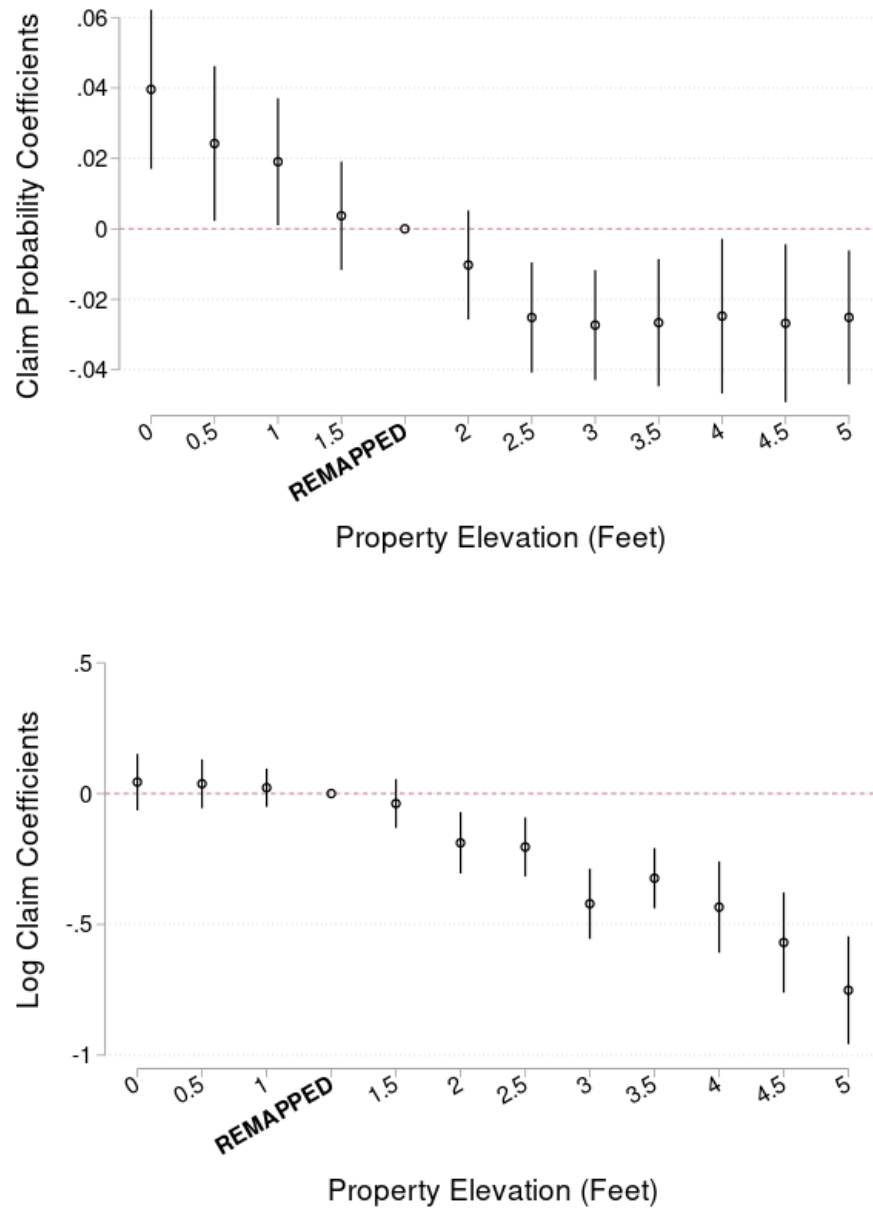 Claim Probability Coefficients
.06
.04
.02
0
-.02
-.04
0 0.5 1 1.5 REMAPPED 2 2.5 3 3.5 4 4.5 5
Property Elevation (Feet)
Log Claim Coefficients
.5
0
-.5
-1
0 0.5 1 REMAPPED 1.5 2 2.5 3 3.5 4 4.5 5
Property Elevation (Feet)